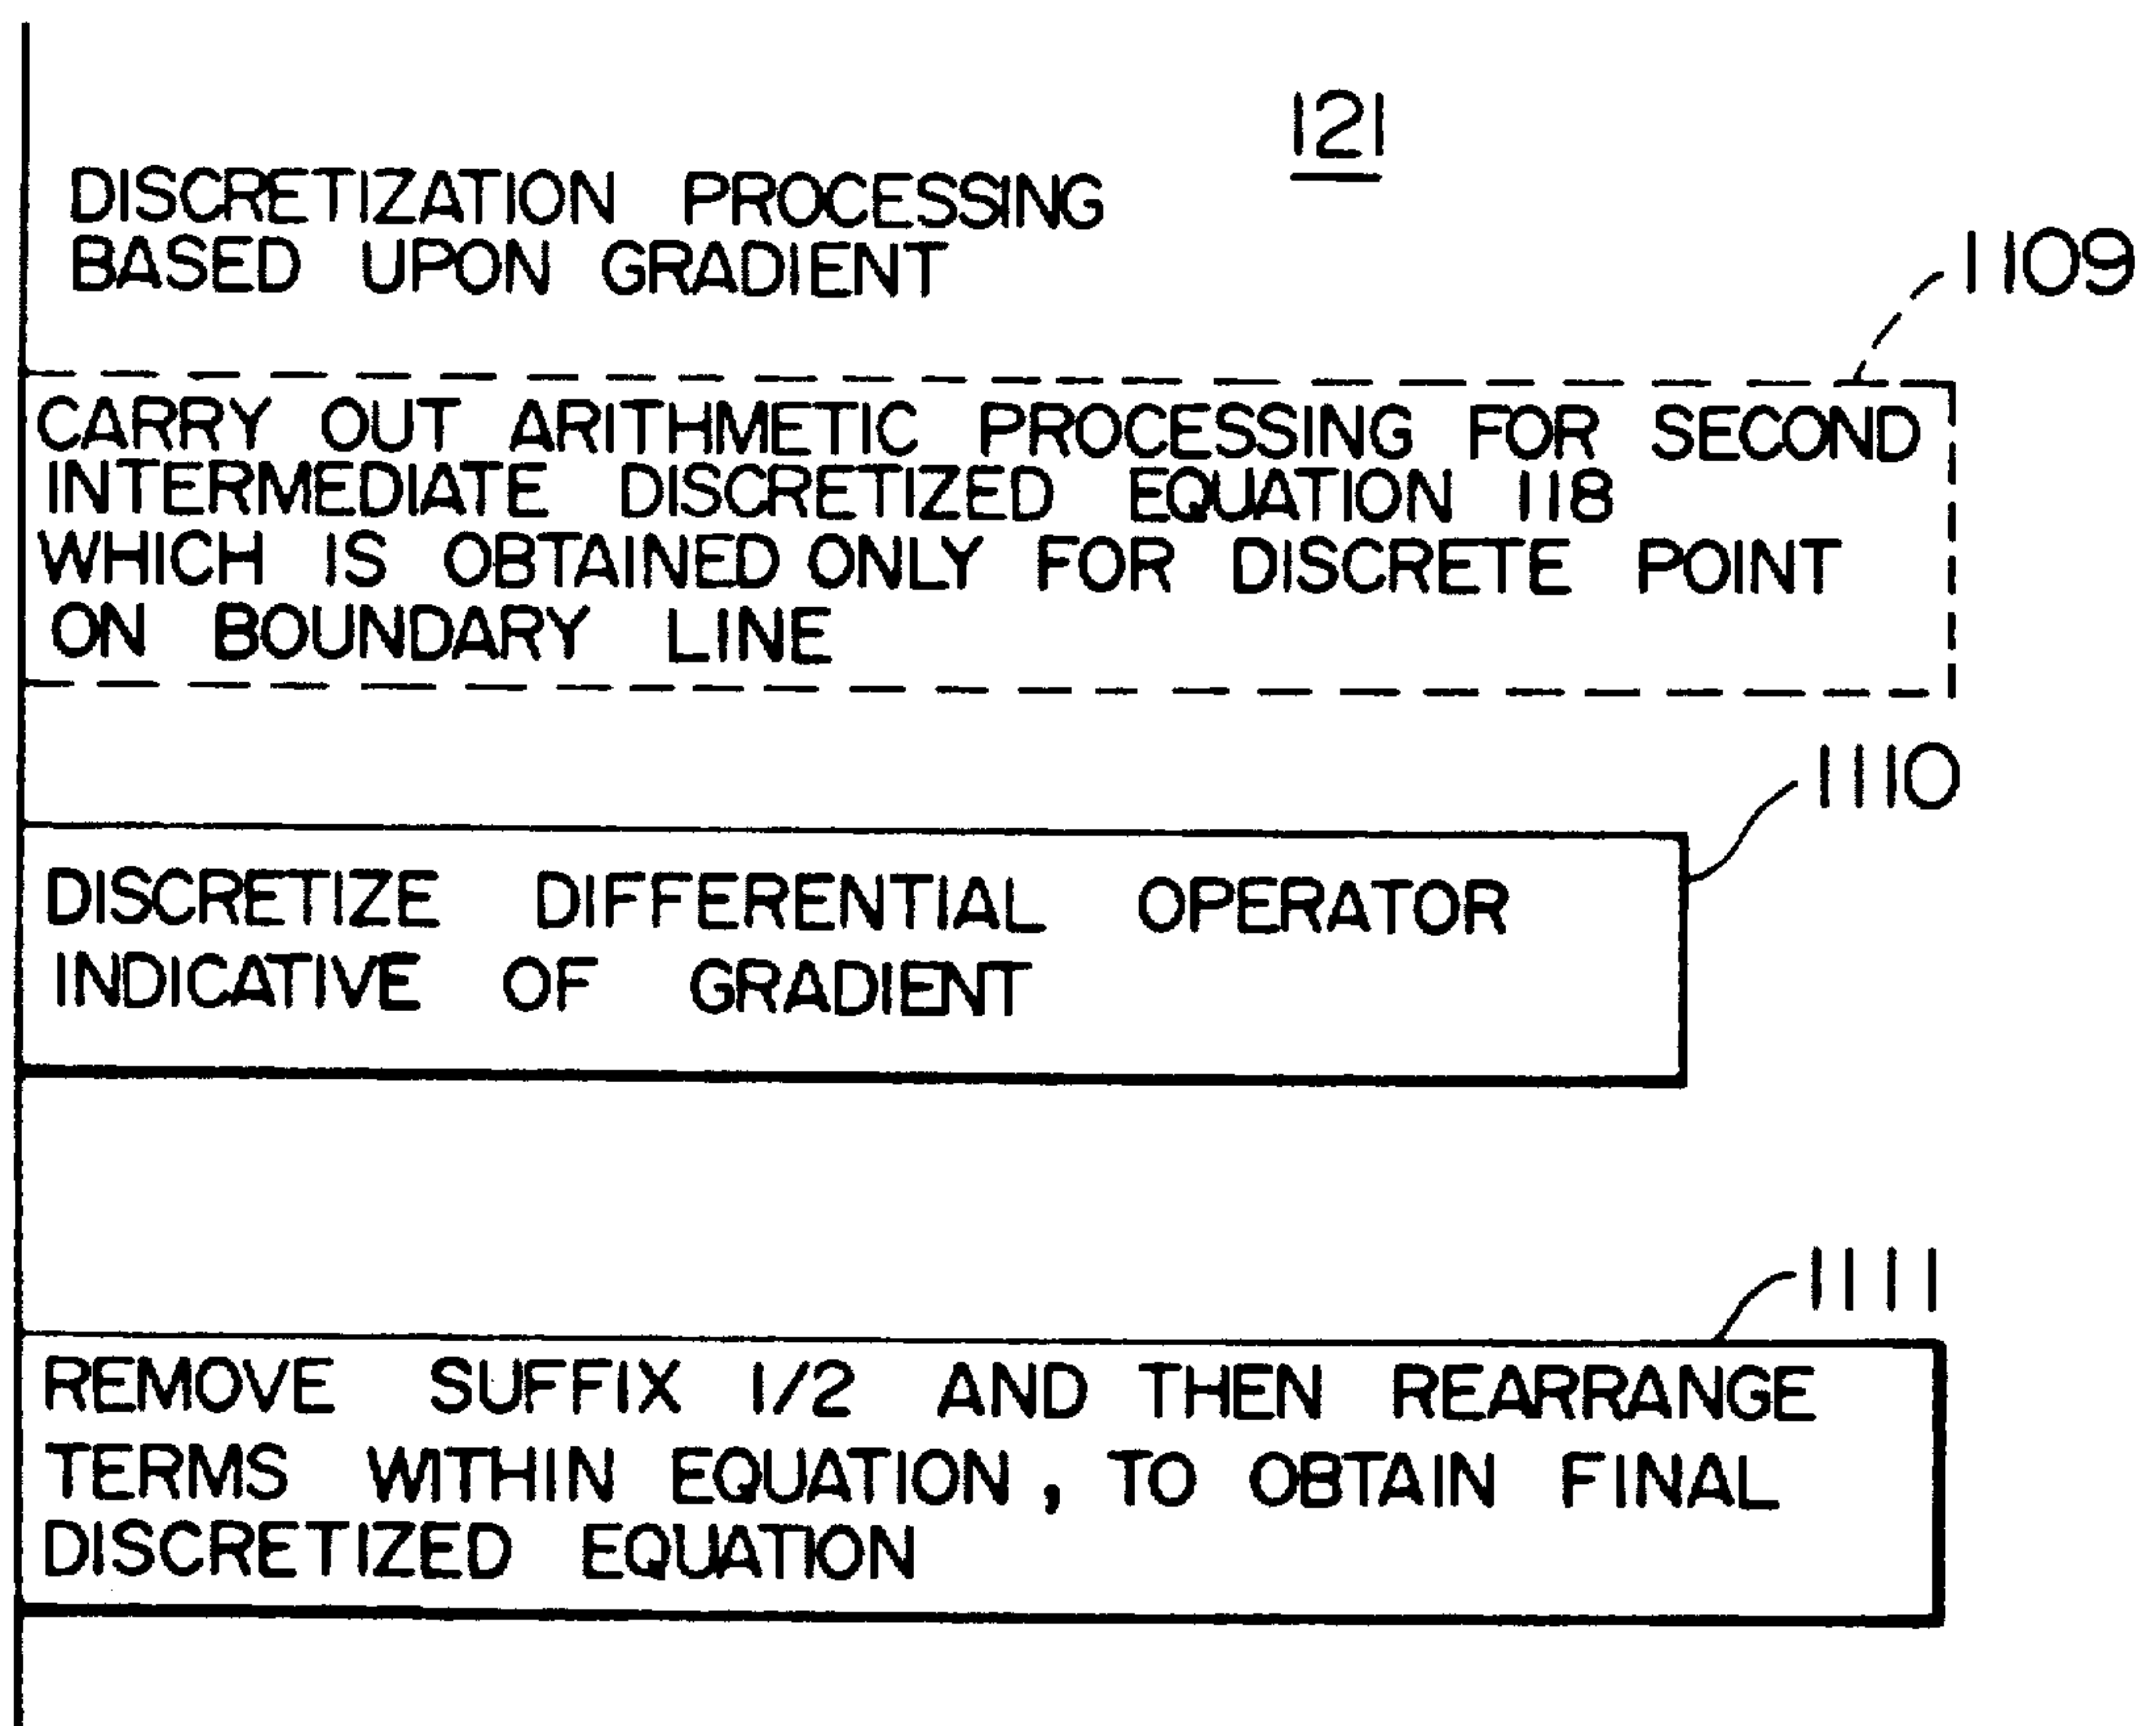 121
DISCRETIZATION PROCESSING
BASED UPON GRADIENT
1109
CARRY OUT ARITHMETIC PROCESSING FOR SECOND
INTERMEDIATE DISCRETIZED EQUATION 118
WHICH IS OBTAINED ONLY FOR DISCRETE POINT
ON BOUNDARY LINE
1110
DISCRETIZE DIFFERENTIAL OPERATOR
INDICATIVE OF GRADIENT
1111
REMOVE SUFFIX 1/2 AND THEN REARRANGE
TERMS WITHIN EQUATION, TO OBTAIN FINAL
DISCRETIZED EQUATION